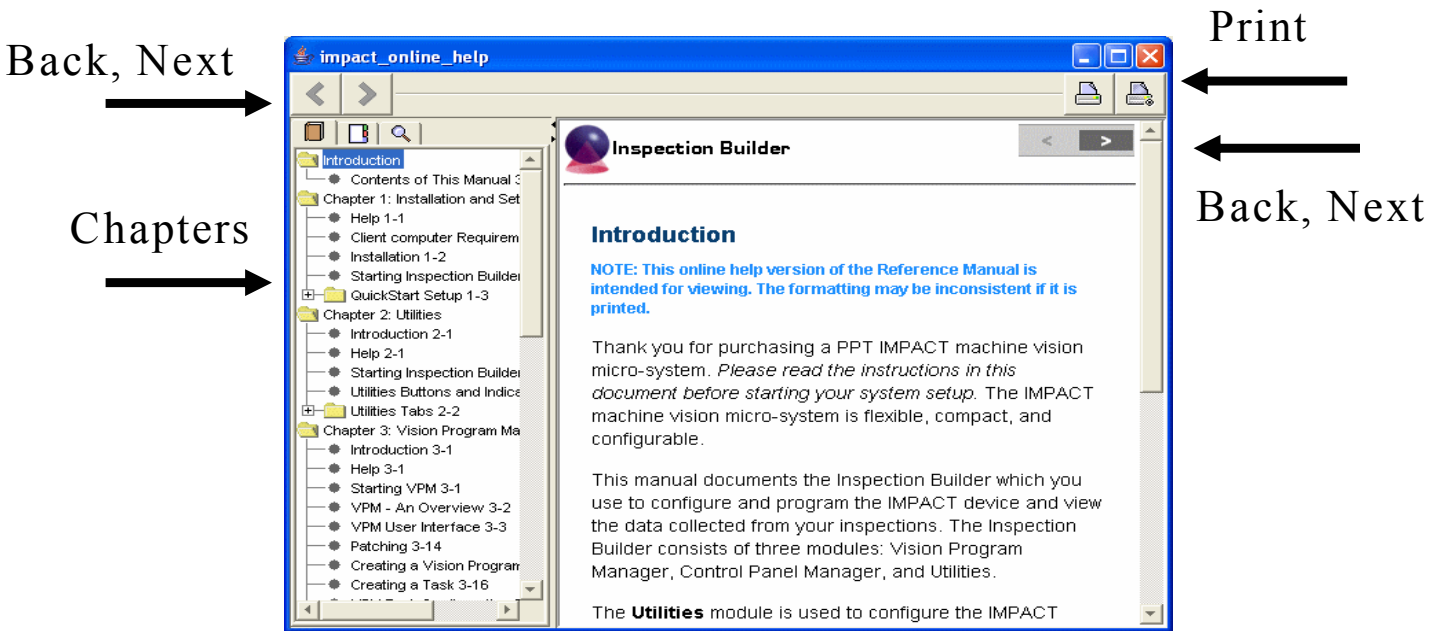 Print
Back, Next
impact_online_help
Inspection Builder
< >
Back, Next
Chapters
Introduction
Contents of This Manual
Chapter 1: Installation and Set
Help 1-1
Client computer Requirem
Installation 1-2
Starting Inspection Builder
QuickStart Setup 1-3
Chapter 2: Utilities
Introduction 2-1
Help 2-1
Starting Inspection Builder
Utilities Buttons and Indica
Utilities Tabs 2-2
Chapter 3: Vision Program Ma
Introduction 3-1
Help 3-1
Starting VPM 3-1
VPM - An Overview 3-2
VPM User Interface 3-3
Patching 3-14
Creating a Vision Program
Creating a Task 3-16
Introduction
NOTE: This online help version of the Reference Manual is
intended for viewing. The formatting may be inconsistent if it is
printed.
Thank you for purchasing a PPT IMPACT machine vision
micro-system. Please read the instructions in this
document before starting your system setup. The IMPACT
machine vision micro-system is flexible, compact, and
configurable.
This manual documents the Inspection Builder which you
use to configure and program the IMPACT device and view
the data collected from your inspections. The Inspection
Builder consists of three modules: Vision Program
Manager, Control Panel Manager, and Utilities.
The Utilities module is used to configure the IMPACT